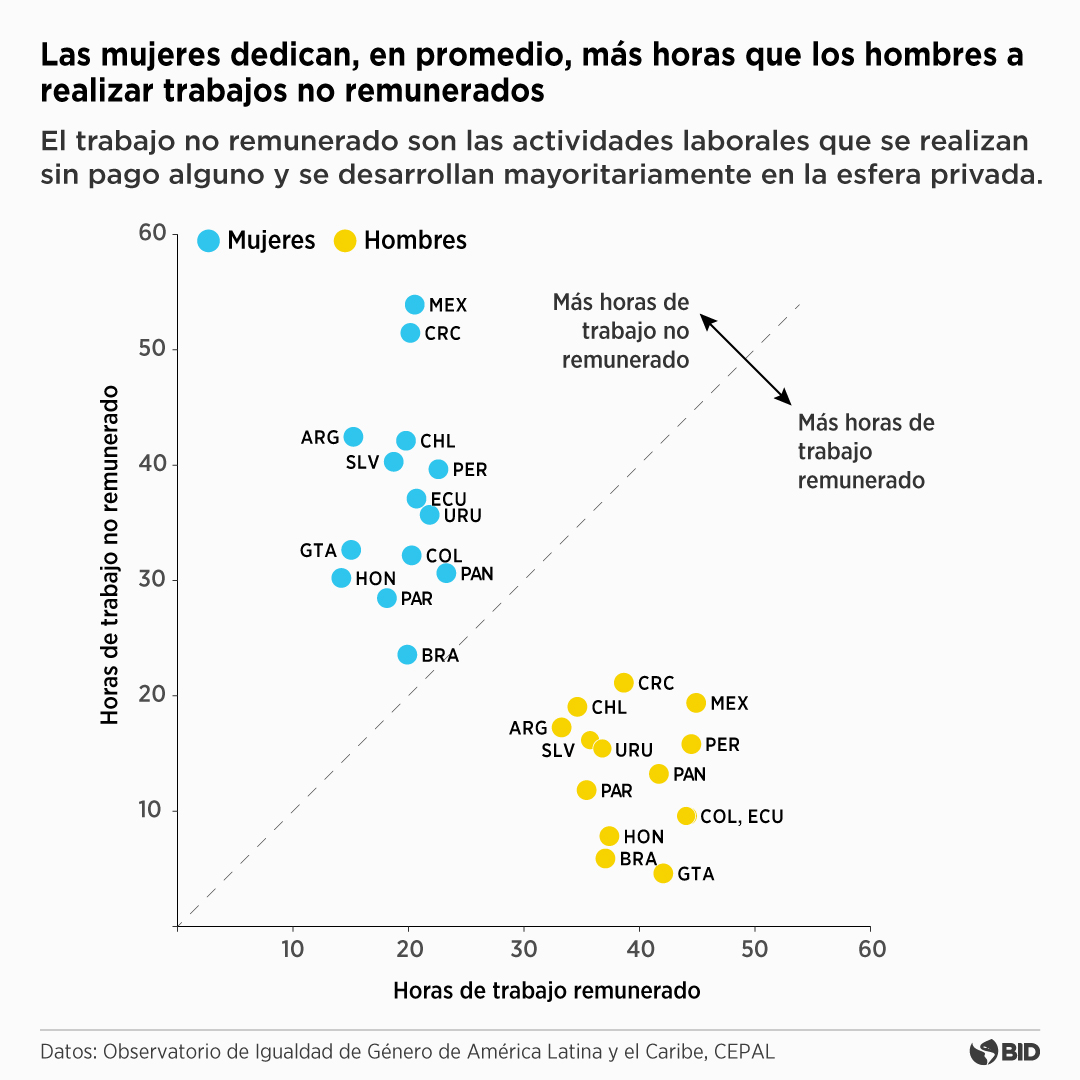 Las mujeres dedican, en promedio, más horas que los hombres a
realizar trabajos no remunerados
El trabajo no remunerado son las actividades laborales que se realizan
sin pago alguno y se desarrollan mayoritariamente en la esfera privada.
60
Mujeres
Hombres
MEX
CRC
Más horas de
trabajo no
remunerado
50
Más horas de
trabajo
remunerado
ARG
CHL
SLV
PER
40
ECU
URU
GTA
COL
HON
PAN
30
PAR
BRA
Horas de trabajo no remunerado
20
CRC
MEX
CHL
ARG
SLV
URU
PER
PAN
PAR
10
COL, ECU
HON
BRA
GTA
10
20
30
40
50
60
Horas de trabajo remunerado
Datos: Observatorio de Igualdad de Género de América Latina y el Caribe, CEPAL
BID